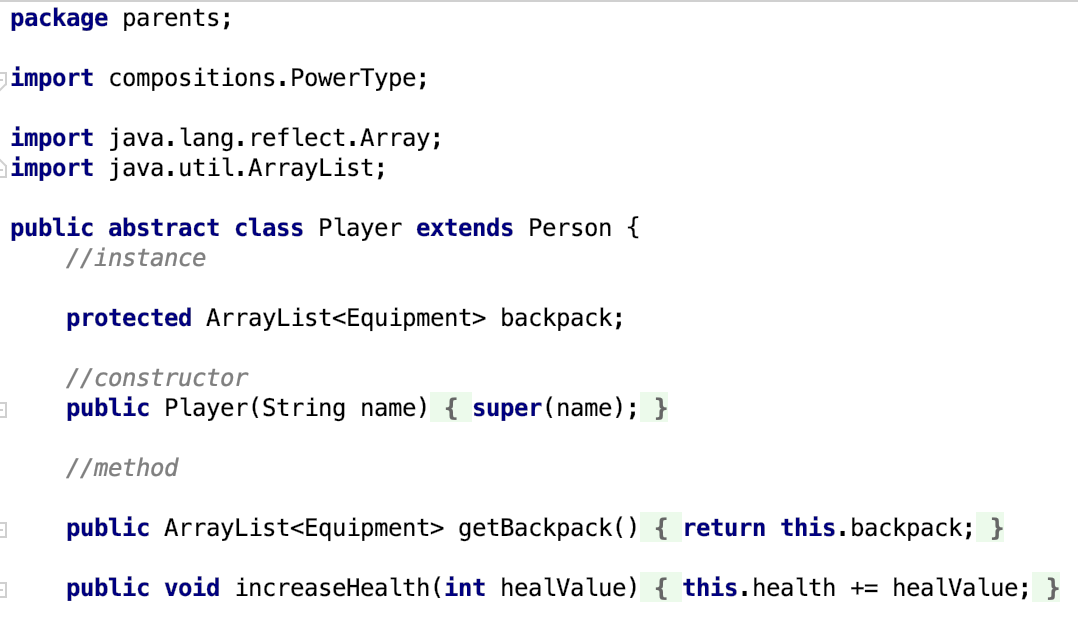 package parents;
import compositions.PowerType;
import java.lang.reflect.Array;
import java.util.ArrayList;
public abstract class Player extends Person {
//instance
protected ArrayList<Equipment> backpack;
//constructor
public Player(String name) { super(name); }
//method
public ArrayList<Equipment> getBackpack() { return this.backpack; }
public void increaseHealth(int healValue) { this.health += healValue; }